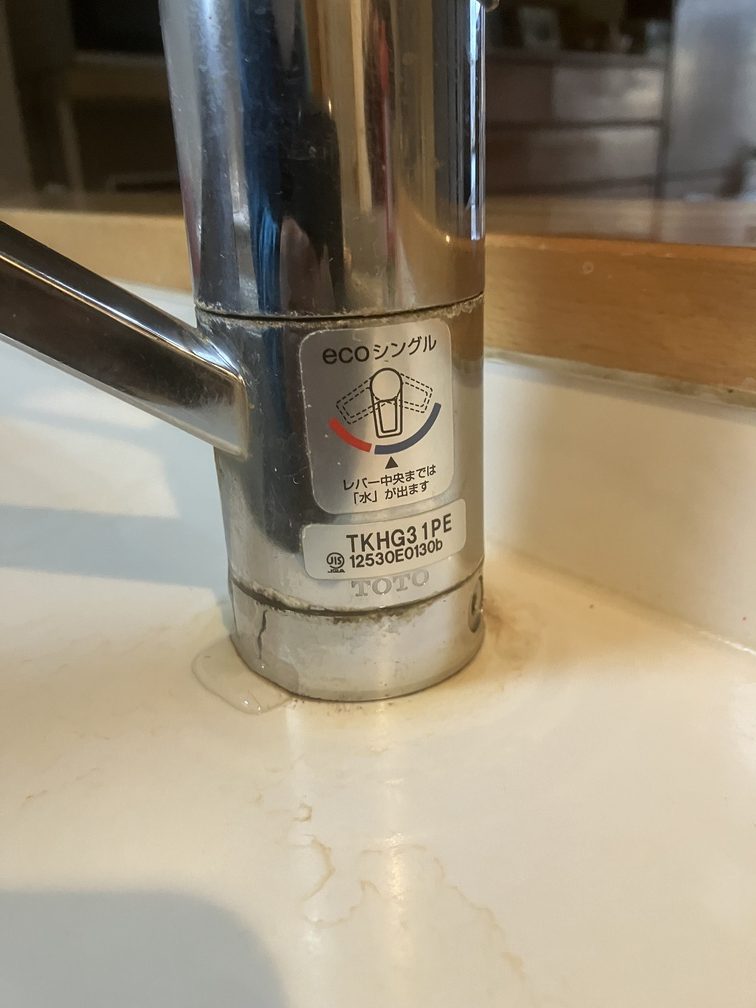 ecoシングル
レバー中央までは
「水」が出ます
TKHG31PE
JIS
12530E0130b
TOTO